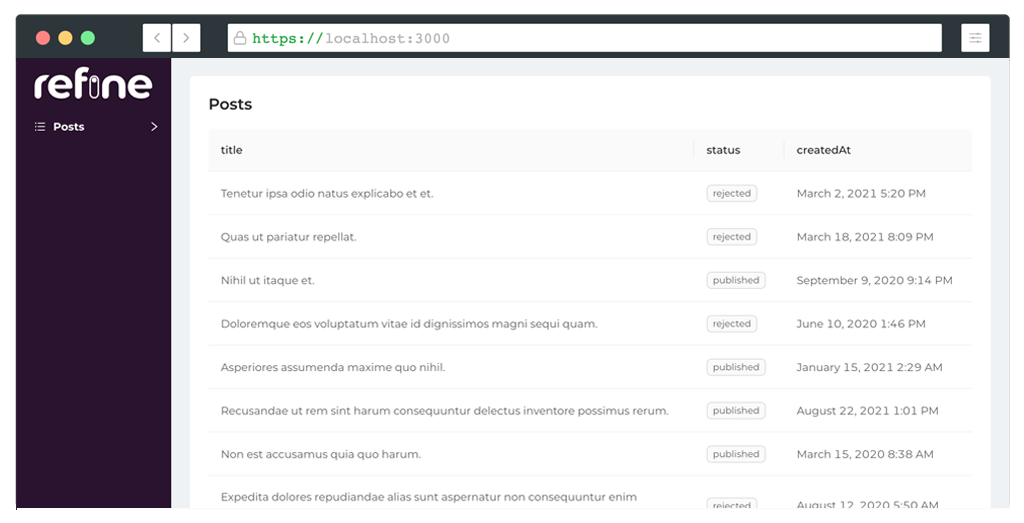 https://localhost:3000
refine
Posts
Posts
title status createdAt
Tenetur ipsa odio natus explicabo et et. rejected March 2, 2021 5:20 PM
Quas ut pariatur repellat. rejected March 18, 2021 8:09 PM
Nihil ut itaque et. published September 9, 2020 9:14 PM
Doloremque eos voluptatum vitae id dignissimos magni sequi quam. rejected June 10, 2020 1:46 PM
Asperiores assumenda maxime quo nihil. published January 15, 2021 2:29 AM
Recusandae ut rem sint harum consequuntur delectus inventore possimus rerum. published August 22, 2021 1:01 PM
Non est accusamus quia quo harum. published March 15, 2020 8:38 AM
Expedita dolores repudiandae alias sunt aspernatur non consequuntur enim
rejected August 12, 2020 5:50 AM